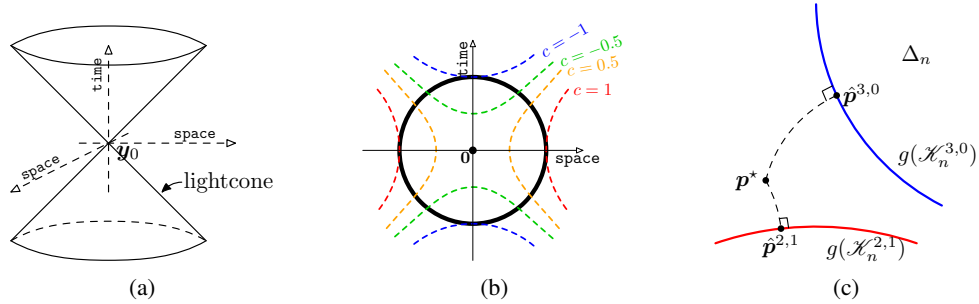 time
space
space
y₀
lightcone
(a)
c = −1
c = −0.5
c = 0.5
c = 1
time
0
space
(b)
Δₙ
p̂³,⁰
g(𝒦ₙ³,⁰)
p⋆
p̂²,¹
g(𝒦ₙ²,¹)
(c)